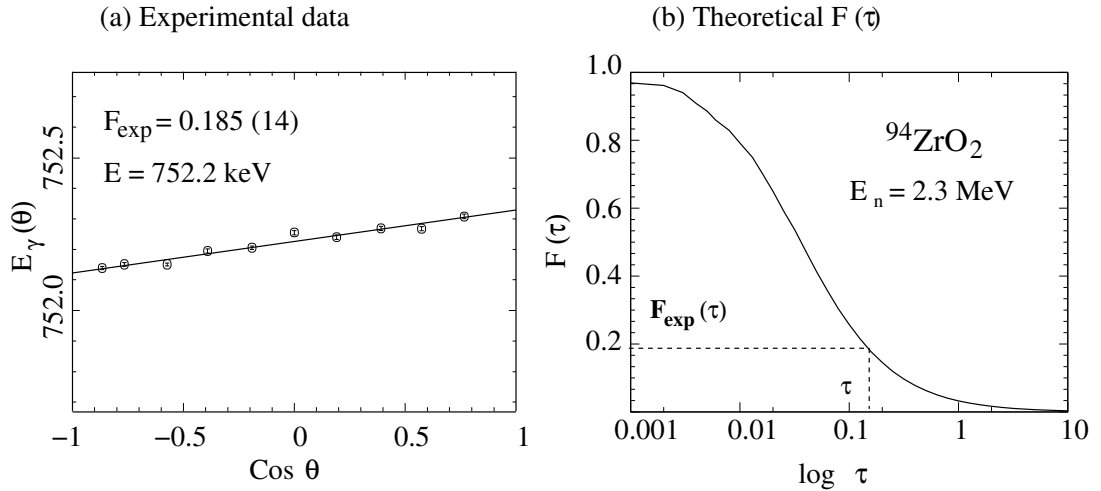 (a) Experimental data
F_exp = 0.185 (14)
E = 752.2 keV
752.5
752.0
E_γ(θ)
−1
−0.5
0
0.5
1
Cos θ
(b) Theoretical F (τ)
1.0
0.8
0.6
0.4
0.2
F (τ)
^94ZrO_2
E_n = 2.3 MeV
F_exp (τ)
τ
0.001
0.01
0.1
1
10
log τ